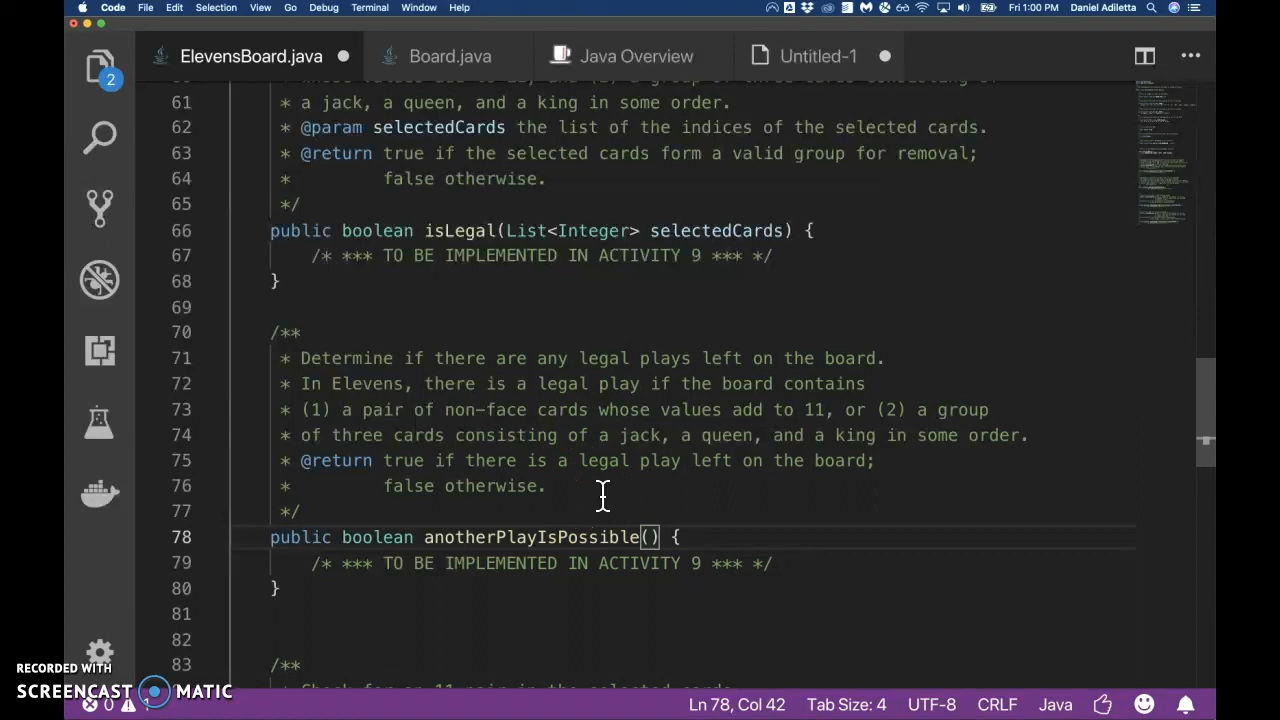 Code File Edit Selection View Go Debug Terminal Window Help Fri 1:00 PM Daniel Adiletta
ElevensBoard.java Board.java Java Overview Untitled-1
2
61 * a jack, a queen, and a king in some order.
62 * @param selectedCards the list of the indices of the selected cards.
63 * @return true if the selected cards form a valid group for removal;
64 * false otherwise.
65 */
66 public boolean isLegal(List<Integer> selectedCards) {
67 /* *** TO BE IMPLEMENTED IN ACTIVITY 9 *** */
68 }
69
70 /**
71 * Determine if there are any legal plays left on the board.
72 * In Elevens, there is a legal play if the board contains
73 * (1) a pair of non-face cards whose values add to 11, or (2) a group
74 * of three cards consisting of a jack, a queen, and a king in some order.
75 * @return true if there is a legal play left on the board;
76 * false otherwise.
77 */
78 public boolean anotherPlayIsPossible() {
79 /* *** TO BE IMPLEMENTED IN ACTIVITY 9 *** */
80 }
81
82
83 /**
RECORDED WITH
SCREENCAST MATIC
0 Ln 78, Col 42 Tab Size: 4 UTF-8 CRLF Java